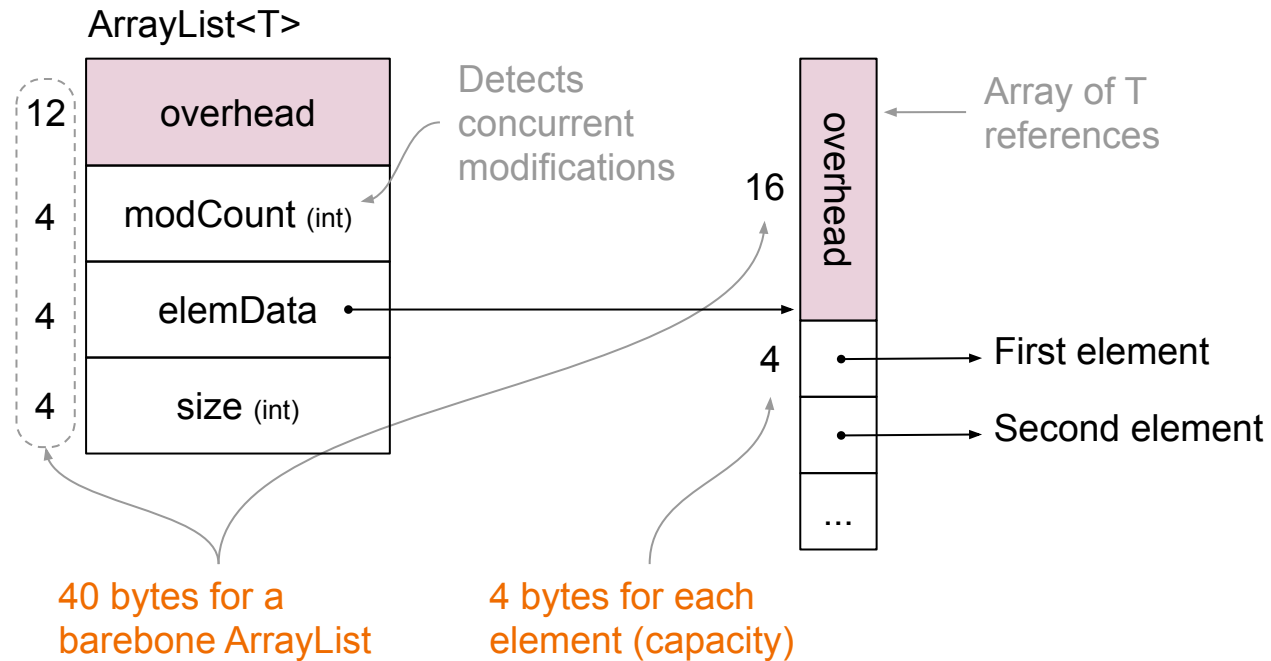 ArrayList<T>
12
overhead
4
modCount (int)
4
elemData
4
size (int)
Detects
concurrent
modifications
16
overhead
Array of T
references
4
First element
Second element
...
40 bytes for a
barebone ArrayList
4 bytes for each
element (capacity)